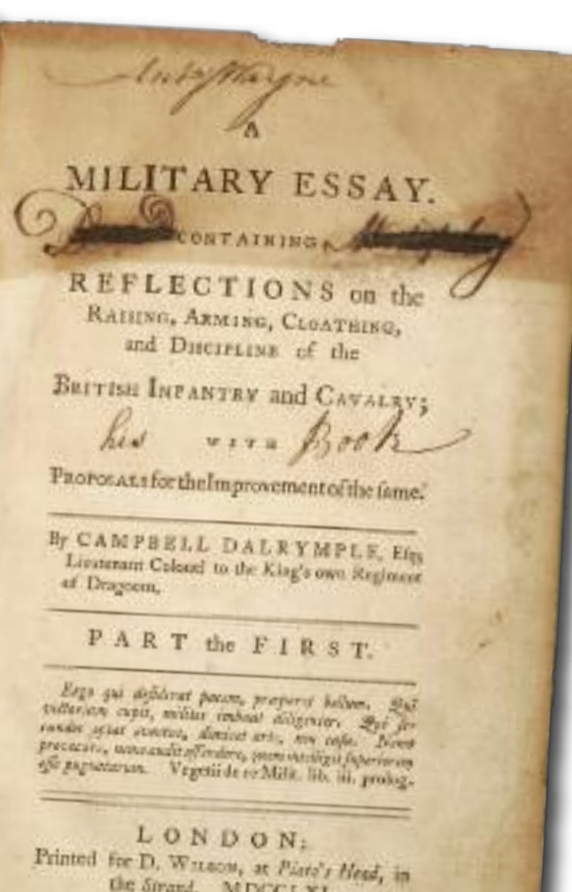 A
MILITARY ESSAY.
CONTAINING,
REFLECTIONS on the
RAISING, ARMING, CLOATHING,
and DISCIPLINE of the
BRITISH INFANTRY and CAVALRY;
his WITH Book
PROPOSALS for the Improvement of the same.
By CAMPBELL DALRYMPLE, Esq;
Lieutenant Colonel to the King's own Regiment
of Dragoons.
PART the FIRST.
Ergo qui desiderat pacem, præparet bellum. Qui
victoriam cupit, milites imbuat diligenter. Qui se-
cundos optat eventus, dimicet arte, non casu. Nemo
provocare, nemo audet offendere, quem intelligit superiorem
esse pugnaturum. Vegetii de re Milit. lib. iii. prolog.
LONDON:
Printed for D. WILSON, at Plato's Head, in
the Strand. MDCCLXI.